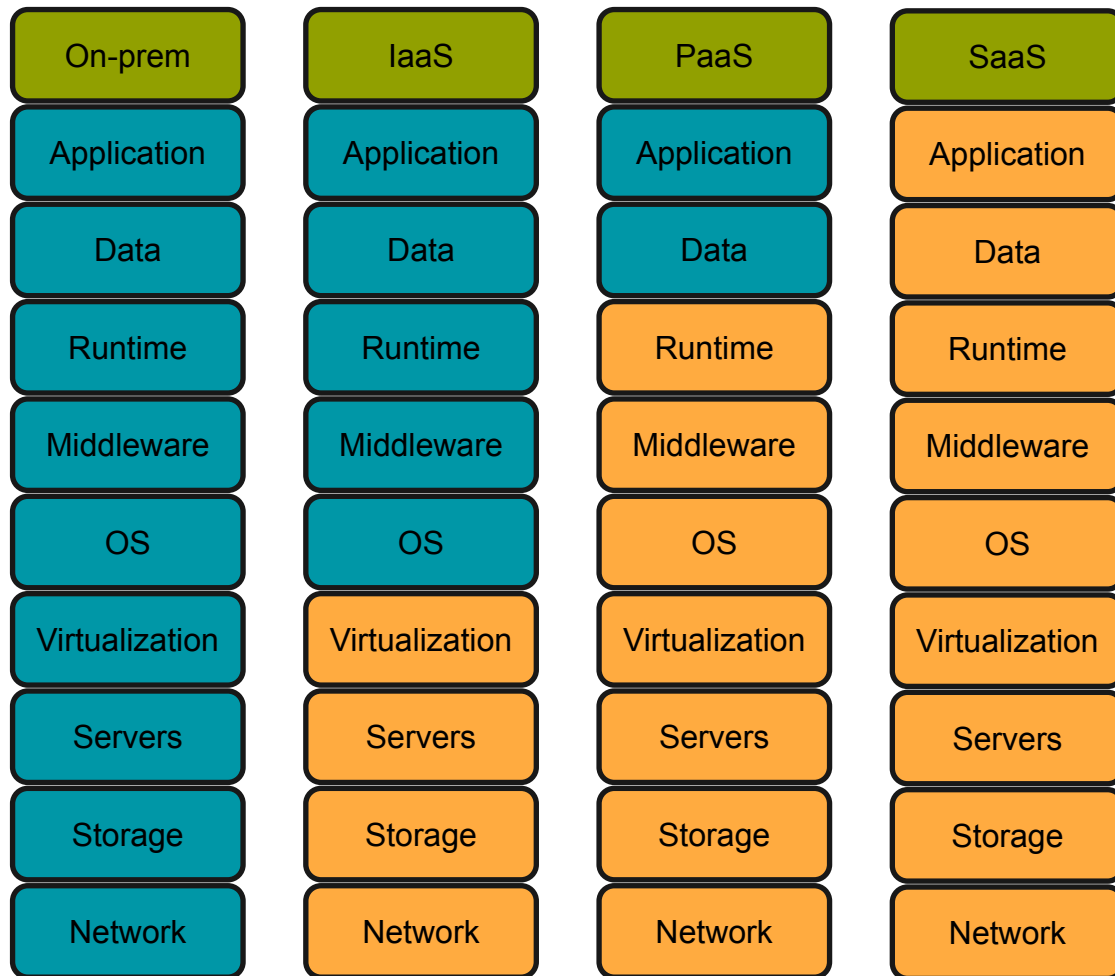 On-prem
IaaS
PaaS
SaaS
Application
Application
Application
Application
Data
Data
Data
Data
Runtime
Runtime
Runtime
Runtime
Middleware
Middleware
Middleware
Middleware
OS
OS
OS
OS
Virtualization
Virtualization
Virtualization
Virtualization
Servers
Servers
Servers
Servers
Storage
Storage
Storage
Storage
Network
Network
Network
Network